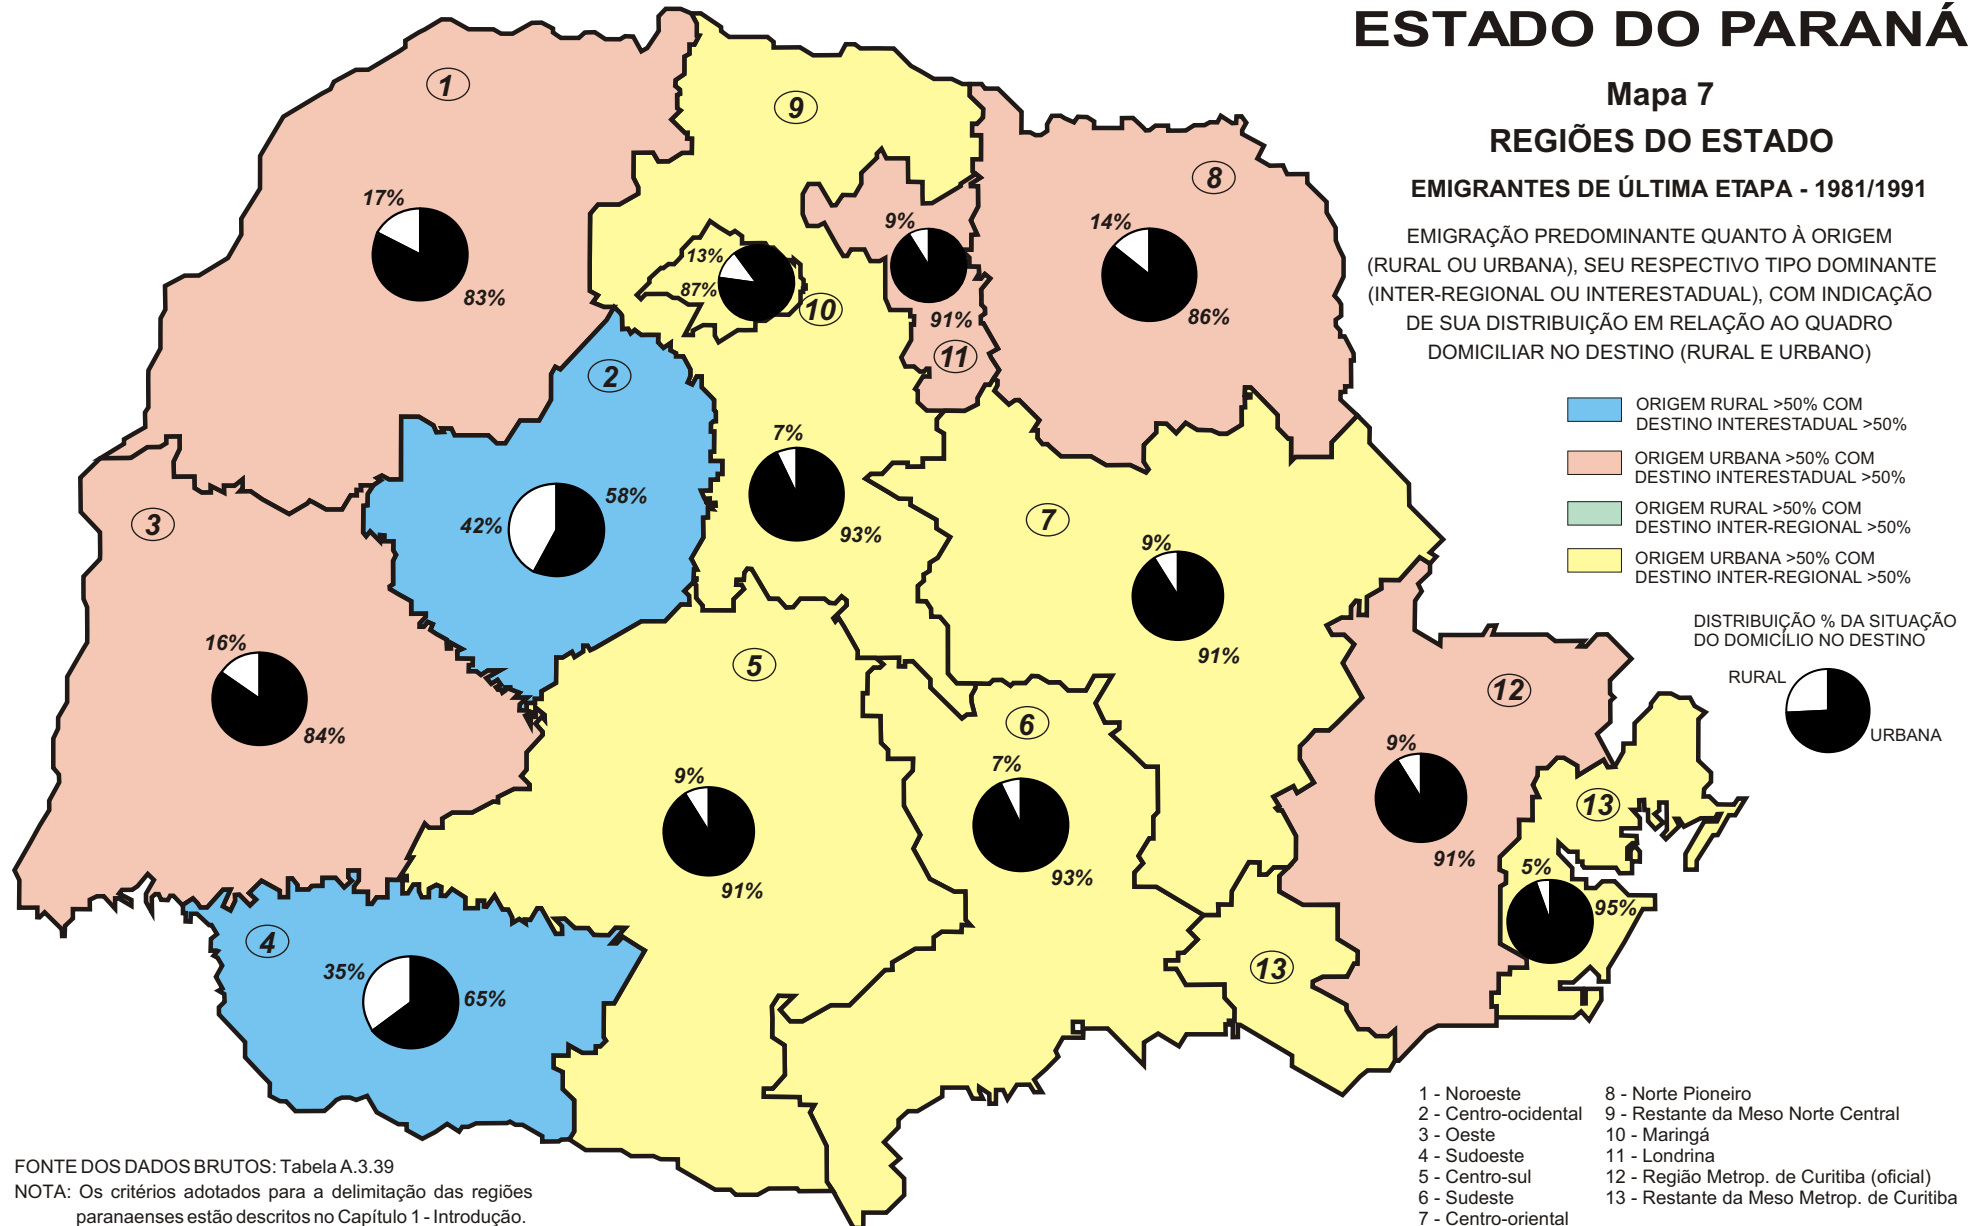 ESTADO DO PARANÁ
Mapa 7
REGIÕES DO ESTADO
EMIGRANTES DE ÚLTIMA ETAPA - 1981/1991
EMIGRAÇÃO PREDOMINANTE QUANTO À ORIGEM
(RURAL OU URBANA), SEU RESPECTIVO TIPO DOMINANTE
(INTER-REGIONAL OU INTERESTADUAL), COM INDICAÇÃO
DE SUA DISTRIBUIÇÃO EM RELAÇÃO AO QUADRO
DOMICILIAR NO DESTINO (RURAL E URBANO)
ORIGEM RURAL >50% COM
DESTINO INTERESTADUAL >50%
ORIGEM URBANA >50% COM
DESTINO INTERESTADUAL >50%
ORIGEM RURAL >50% COM
DESTINO INTER-REGIONAL >50%
ORIGEM URBANA >50% COM
DESTINO INTER-REGIONAL >50%
DISTRIBUIÇÃO % DA SITUAÇÃO
DO DOMICÍLIO NO DESTINO
RURAL
URBANA
1
17%
83%
9
7%
93%
13%
87%
10
9%
91%
11
8
14%
86%
2
42%
58%
3
16%
84%
7
9%
91%
5
9%
91%
6
7%
93%
12
9%
91%
13
5%
95%
13
4
35%
65%
1 - Noroeste
2 - Centro-ocidental
3 - Oeste
4 - Sudoeste
5 - Centro-sul
6 - Sudeste
7 - Centro-oriental
8 - Norte Pioneiro
9 - Restante da Meso Norte Central
10 - Maringá
11 - Londrina
12 - Região Metrop. de Curitiba (oficial)
13 - Restante da Meso Metrop. de Curitiba
FONTE DOS DADOS BRUTOS: Tabela A.3.39
NOTA: Os critérios adotados para a delimitação das regiões
paranaenses estão descritos no Capítulo 1 - Introdução.